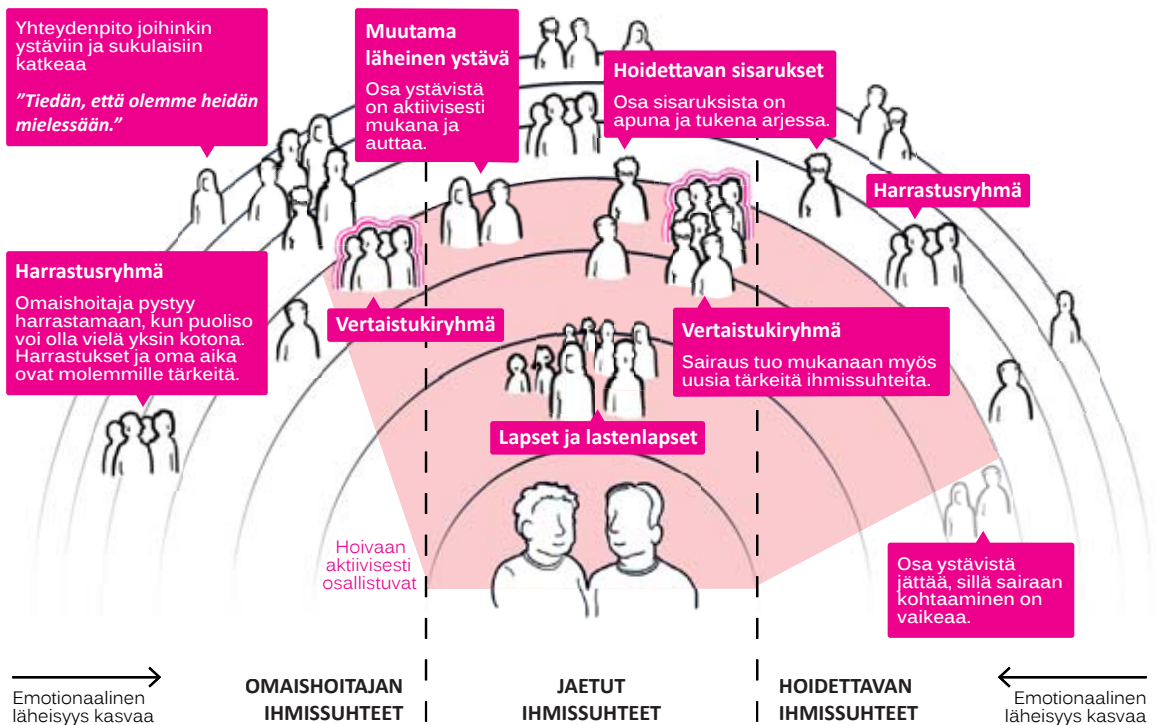 Yhteydenpito joihinkin
ystäviin ja sukulaisiin
katkeaa
”Tiedän, että olemme heidän
mielessään.”
Muutama
läheinen ystävä
Osa ystävistä
on aktiivisesti
mukana ja
auttaa.
Hoidettavan sisarukset
Osa sisaruksista on
apuna ja tukena arjessa.
Harrastusryhmä
Harrastusryhmä
Omaishoitaja pystyy
harrastamaan, kun puoliso
voi olla vielä yksin kotona.
Harrastukset ja oma aika
ovat molemmille tärkeitä.
Vertaistukiryhmä
Vertaistukiryhmä
Sairaus tuo mukanaan myös
uusia tärkeitä ihmissuhteita.
Lapset ja lastenlapset
Hoivaan
aktiivisesti
osallistuvat
Osa ystävistä
jättää, sillä sairaan
kohtaaminen on
vaikeaa.
Emotionaalinen
läheisyys kasvaa
OMAISHOITAJAN
IHMISSUHTEET
JAETUT
IHMISSUHTEET
HOIDETTAVAN
IHMISSUHTEET
Emotionaalinen
läheisyys kasvaa